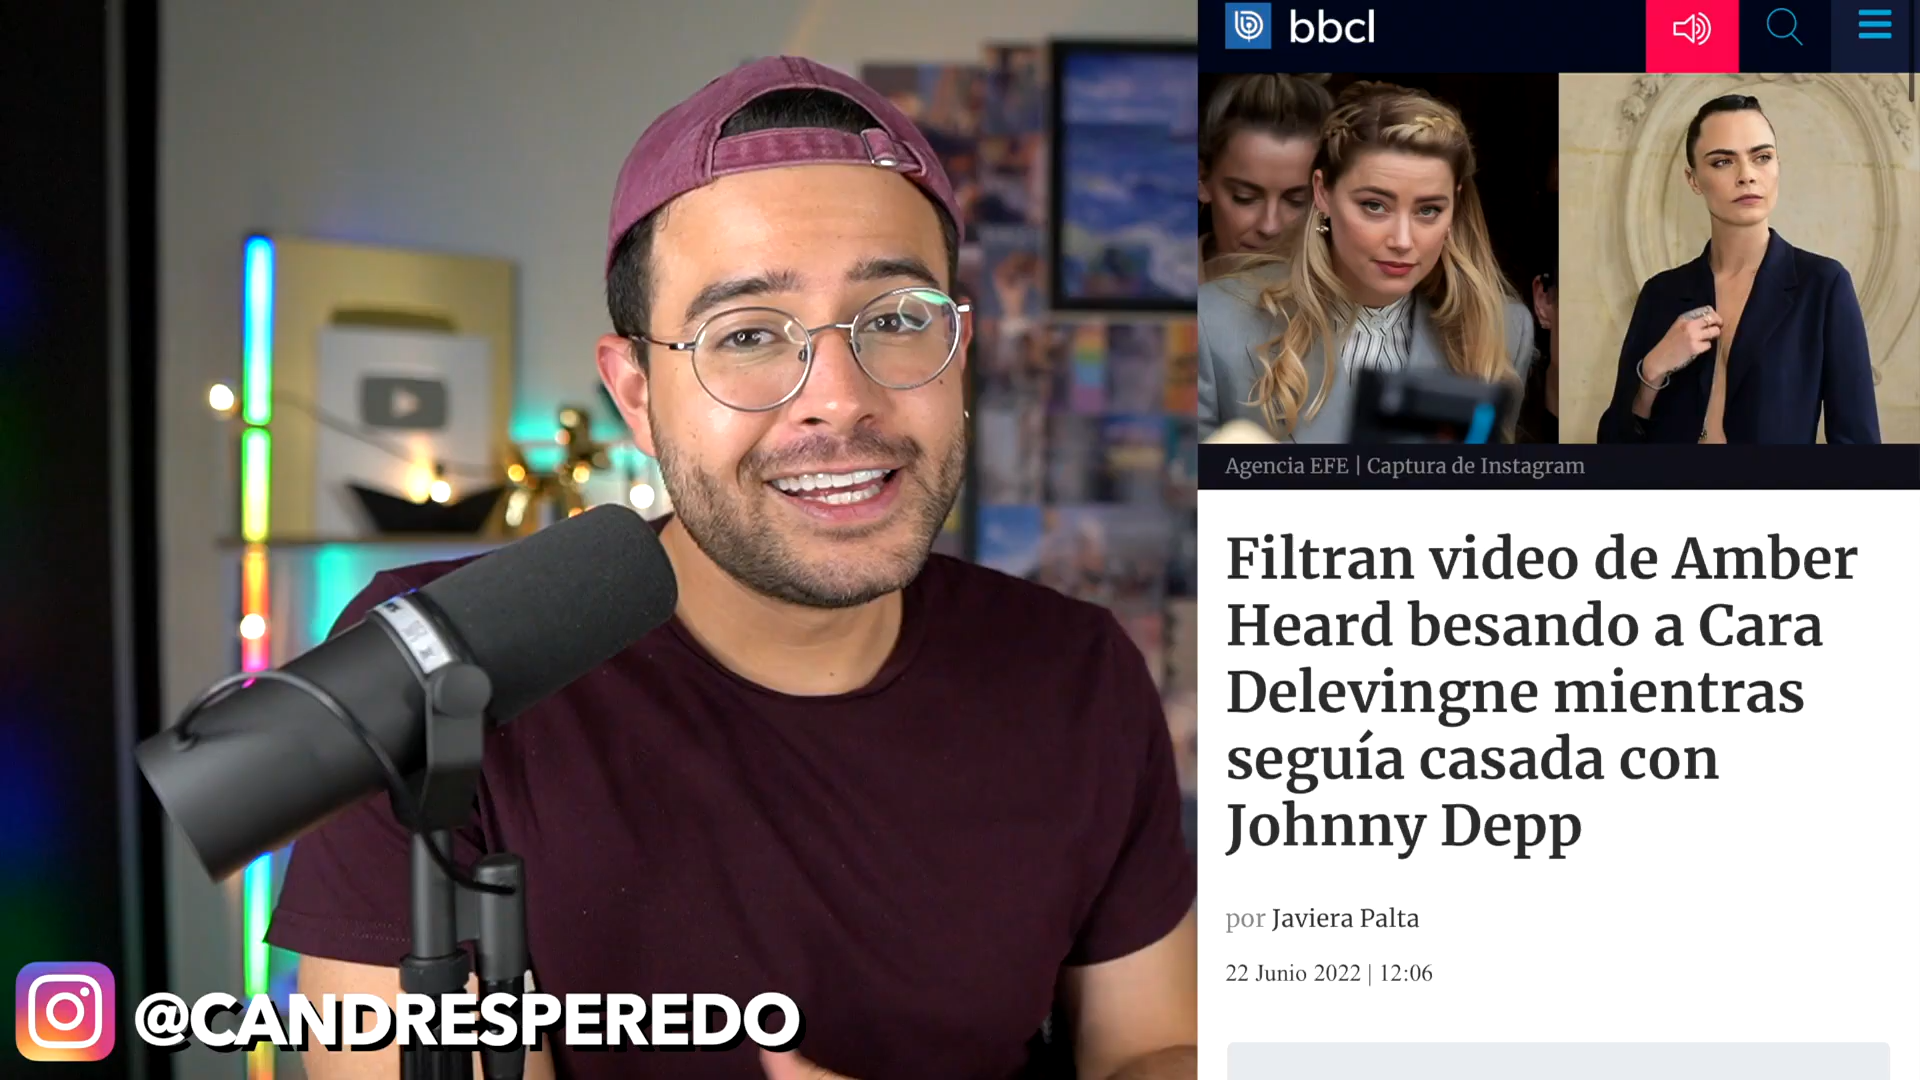 bbcl
Agencia EFE | Captura de Instagram
Filtran video de Amber
Heard besando a Cara
Delevingne mientras
seguía casada con
Johnny Depp
por Javiera Palta
22 Junio 2022 | 12:06
@CANDRESPEREDO